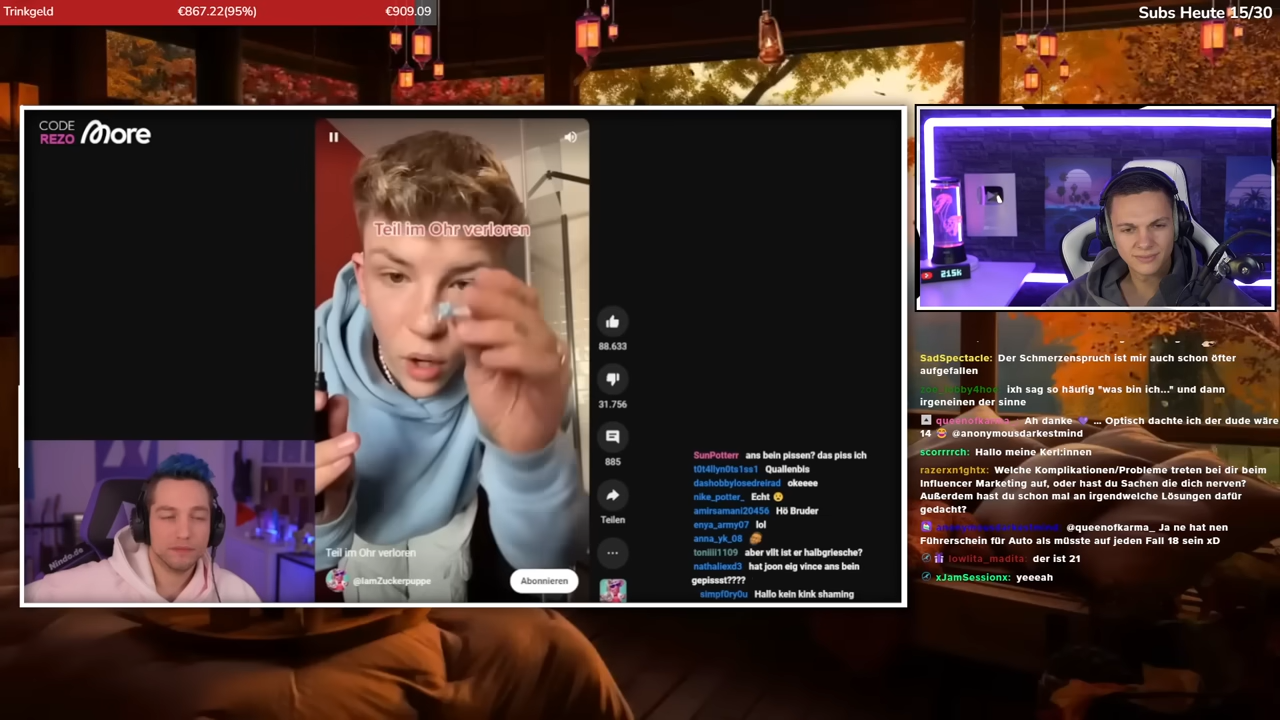 Trinkgeld €867.22(95%) €909.09
Subs Heute 15/30
CODE
REZO More
Teil im Ohr verloren
88.633
31.756
885
Teilen
Teil im Ohr verloren
@IamZuckerpuppe Abonnieren
Nindo.de
SunPotterr ans bein pissen? das piss ich
t0t4llyn0ts1ss1 Quallenbis
dashobbylosedreirad okeeee
nike_potter_ Echt 😮
amirsamani20456 Hö Bruder
enya_army07 lol
anna_yk_08
toniiii1109 aber vllt ist er halbgriesche?
nathaliexd3 hat joon eig vince ans bein
gepissst????
simpf0ry0u Hallo kein kink shaming
215K
SadSpectacle: Der Schmerzenspruch ist mir auch schon öfter
aufgefallen
ixh sag so häufig "was bin ich..." und dann
irgeneinen der sinne
queenofkarma_: Ah danke 💜 ... Optisch dachte ich der dude wäre
14 @anonymousdarkestmind
scorrrrch: Hallo meine Kerl:innen
razerxn1ghtx: Welche Komplikationen/Probleme treten bei dir beim
Influencer Marketing auf, oder hast du Sachen die dich nerven?
Außerdem hast du schon mal an irgendwelche Lösungen dafür
gedacht?
@queenofkarma_ Ja ne hat nen
Führerschein für Auto als müsste auf jeden Fall 18 sein xD
lowlita_madita: der ist 21
xJamSessionx: yeeeah